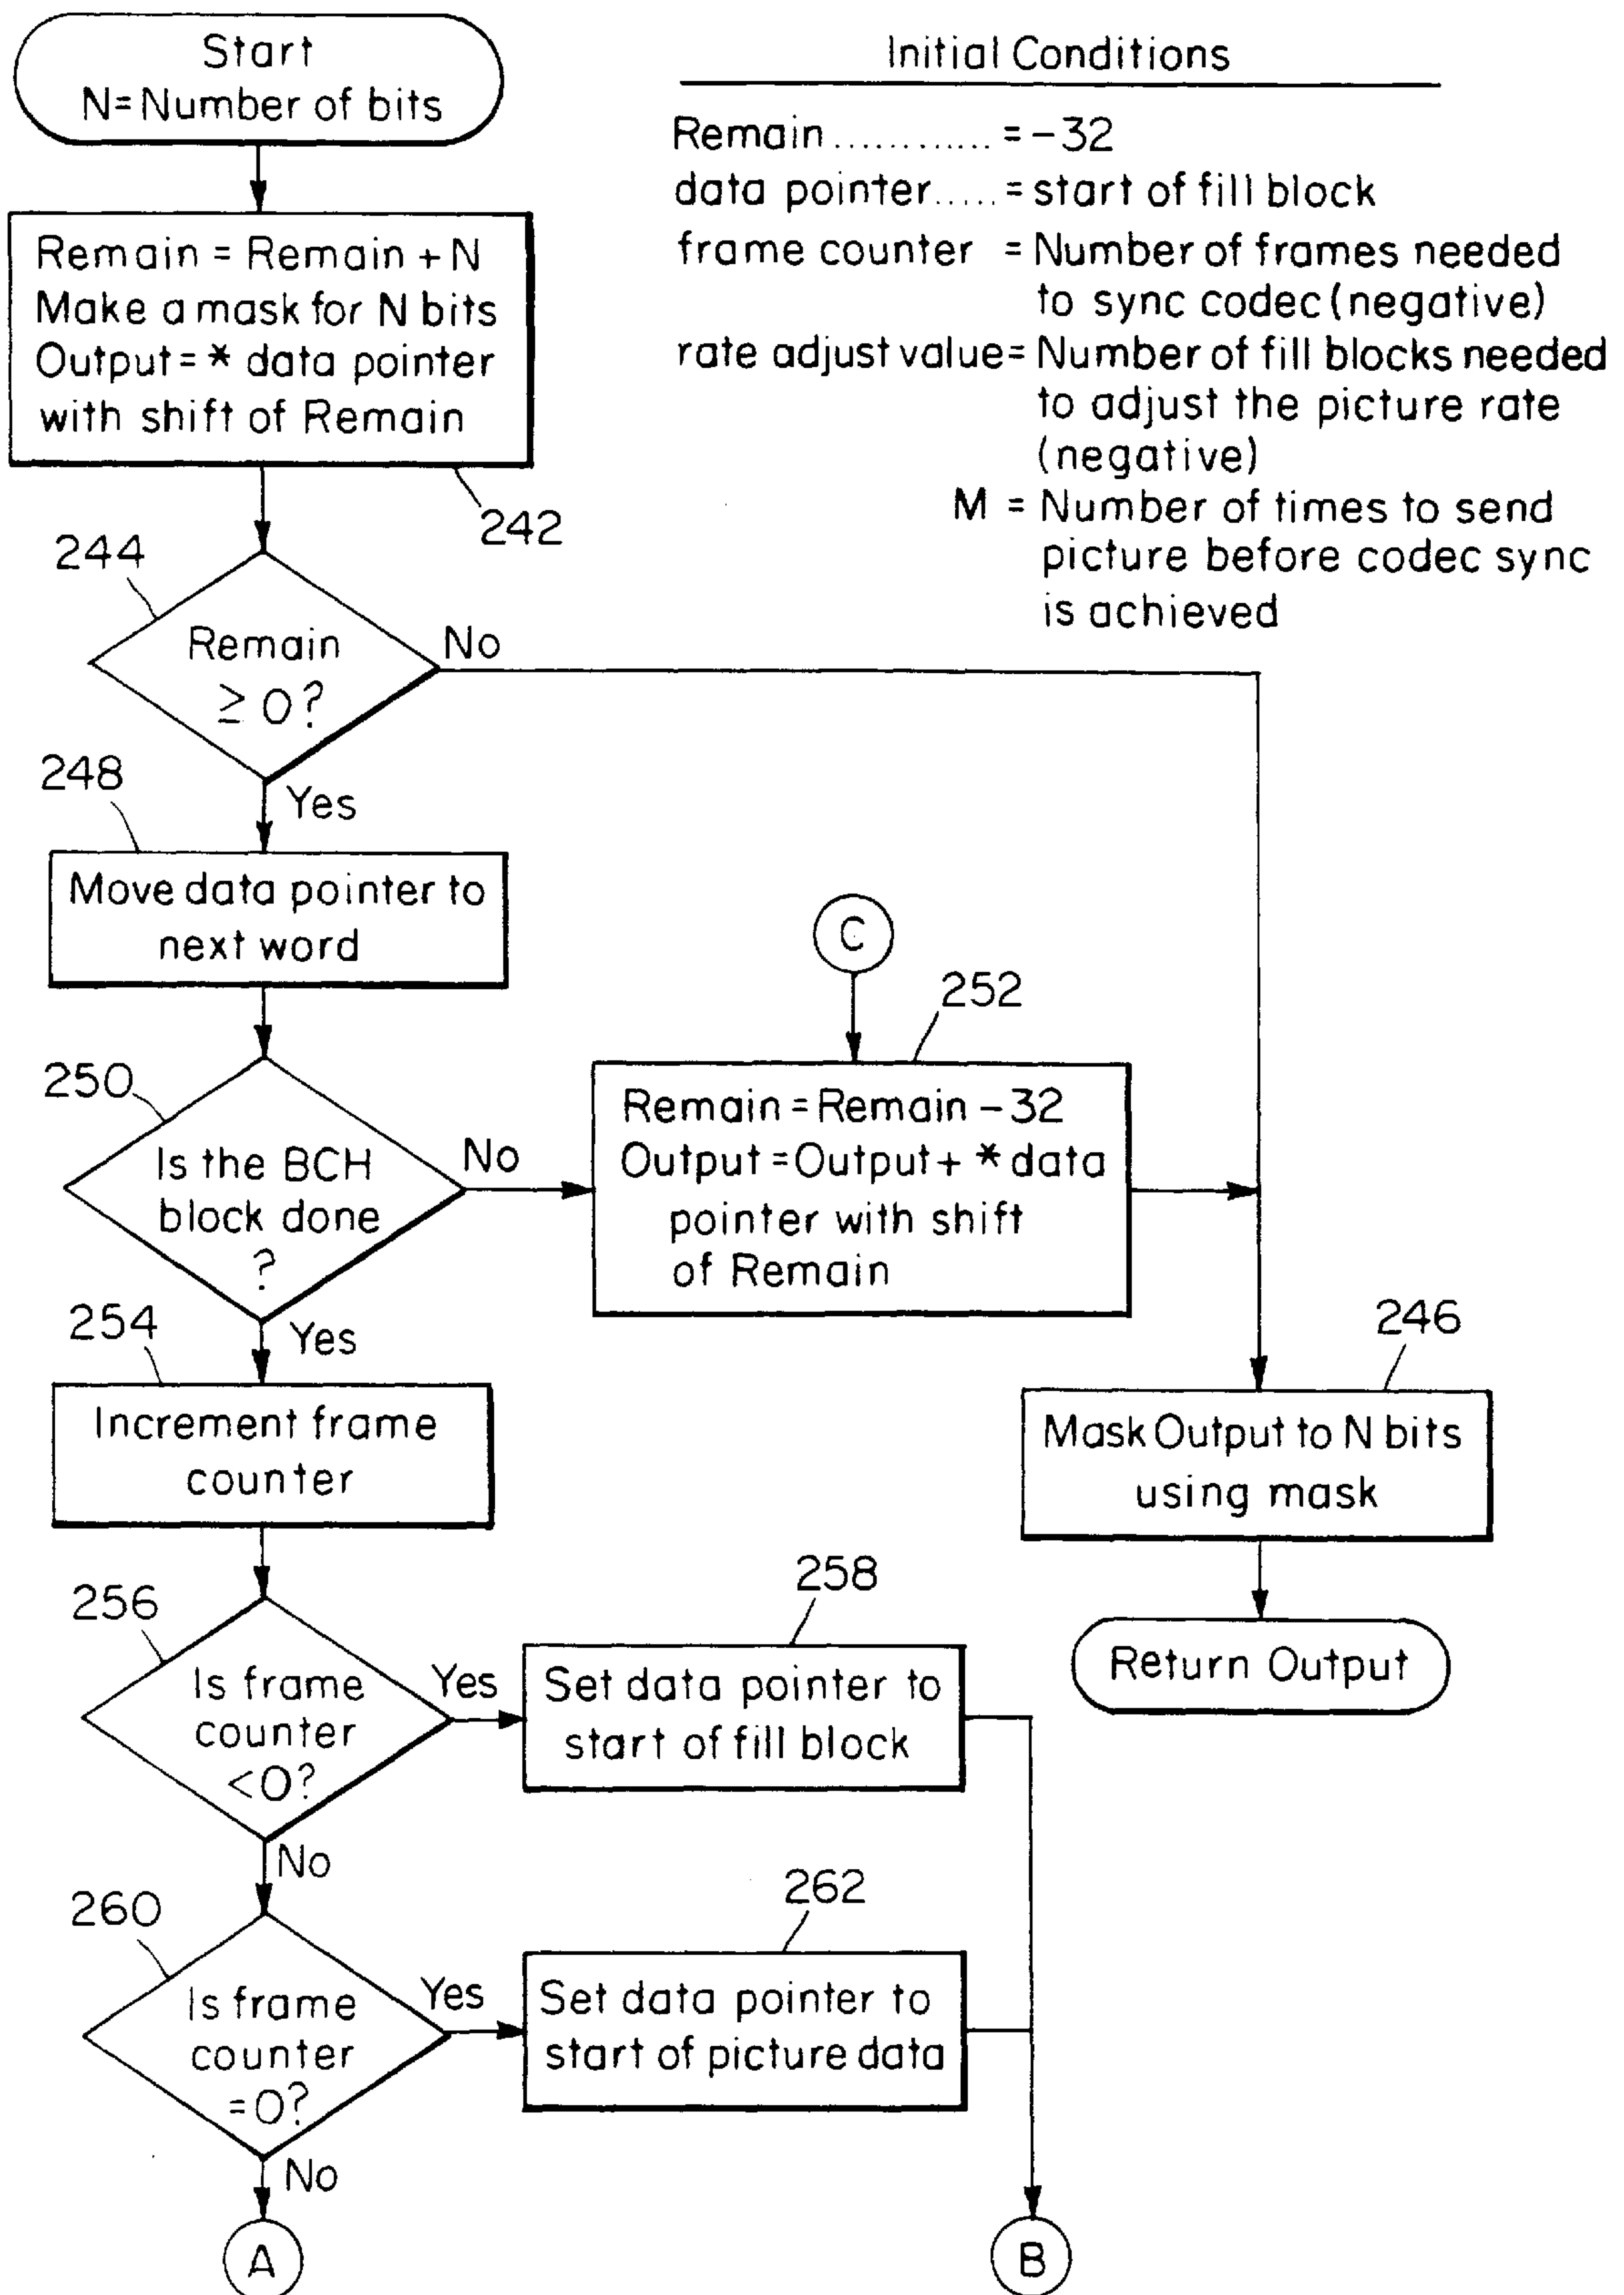 Start
N=Number of bits
Initial Conditions
Remain ............ = -32
data pointer ..... = start of fill block
frame counter = Number of frames needed
to sync codec (negative)
rate adjust value = Number of fill blocks needed
to adjust the picture rate
(negative)
M = Number of times to send
picture before codec sync
is achieved
Remain = Remain + N
Make a mask for N bits
Output = * data pointer
with shift of Remain
242
244
Remain
≥ 0?
No
Yes
248
Move data pointer to
next word
C
252
250
Is the BCH
block done
?
No
Yes
Remain = Remain - 32
Output = Output + * data
pointer with shift
of Remain
254
Increment frame
counter
246
Mask Output to N bits
using mask
Return Output
256
Is frame
counter
<0?
Yes
No
258
Set data pointer to
start of fill block
260
Is frame
counter
=0?
Yes
No
262
Set data pointer to
start of picture data
A
B